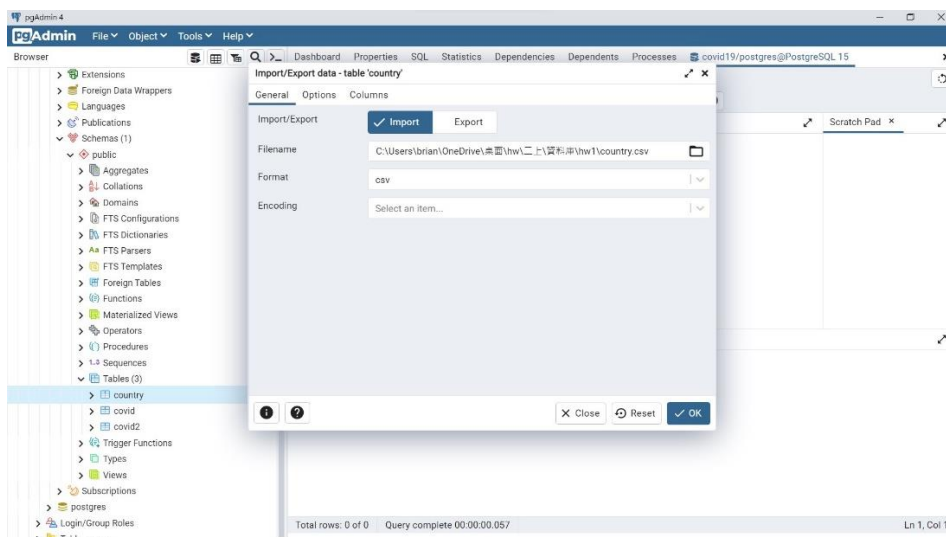 pgAdmin 4
pgAdmin File Object Tools Help
Browser
Dashboard Properties SQL Statistics Dependencies Dependents Processes covid19/postgres@PostgreSQL 15
Extensions
Foreign Data Wrappers
Languages
Publications
Schemas (1)
public
Aggregates
Collations
Domains
FTS Configurations
FTS Dictionaries
FTS Parsers
FTS Templates
Foreign Tables
Functions
Materialized Views
Operators
Procedures
Sequences
Tables (3)
country
covid
covid2
Trigger Functions
Types
Views
Subscriptions
postgres
Login/Group Roles
Import/Export data - table 'country'
General Options Columns
Import/Export
Import Export
Filename
C:\Users\brian\OneDrive\桌面\hw\二上\資料庫\hw1\country.csv
Format
csv
Encoding
Select an item...
Close Reset OK
Scratch Pad
Total rows: 0 of 0 Query complete 00:00:00.057
Ln 1, Col 1